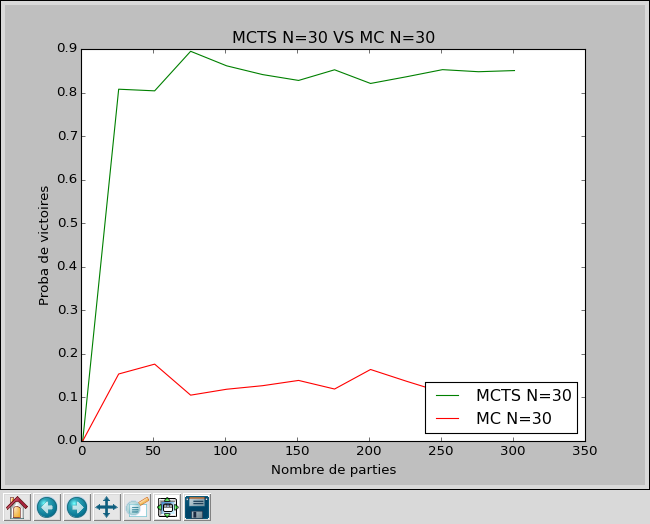 MCTS N=30 VS MC N=30
0.9
0.8
0.7
0.6
0.5
0.4
0.3
0.2
0.1
0.0
Proba de victoires
0 50 100 150 200 250 300 350
Nombre de parties
MCTS N=30
MC N=30